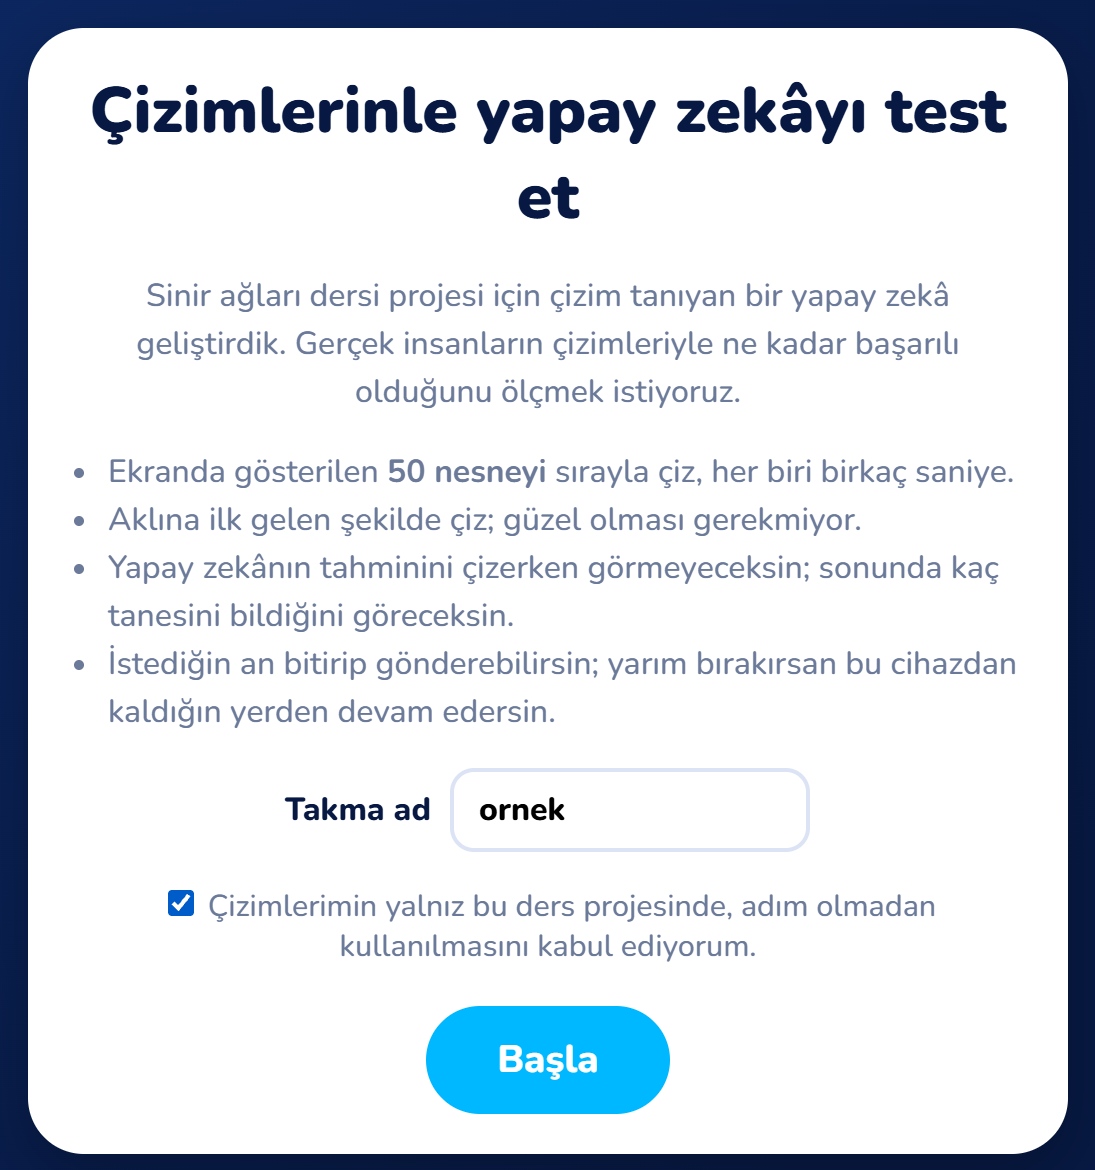 Çizimlerinle yapay zekâyı test
et
Sinir ağları dersi projesi için çizim tanıyan bir yapay zekâ
geliştirdik. Gerçek insanların çizimleriyle ne kadar başarılı
olduğunu ölçmek istiyoruz.
• Ekranda gösterilen 50 nesneyi sırayla çiz, her biri birkaç saniye.
• Aklına ilk gelen şekilde çiz; güzel olması gerekmiyor.
• Yapay zekânın tahminini çizerken görmeyeceksin; sonunda kaç
tanesini bildiğini göreceksin.
• İstediğin an bitirip gönderebilirsin; yarım bırakırsan bu cihazdan
kaldığın yerden devam edersin.
Takma ad ornek
Çizimlerimin yalnız bu ders projesinde, adım olmadan
kullanılmasını kabul ediyorum.
Başla